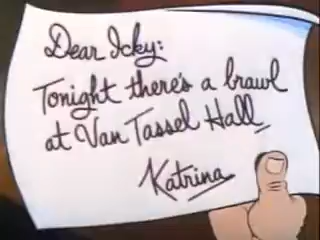 Dear Icky:
Tonight there's a brawl
at Van Tassel Hall
Katrina